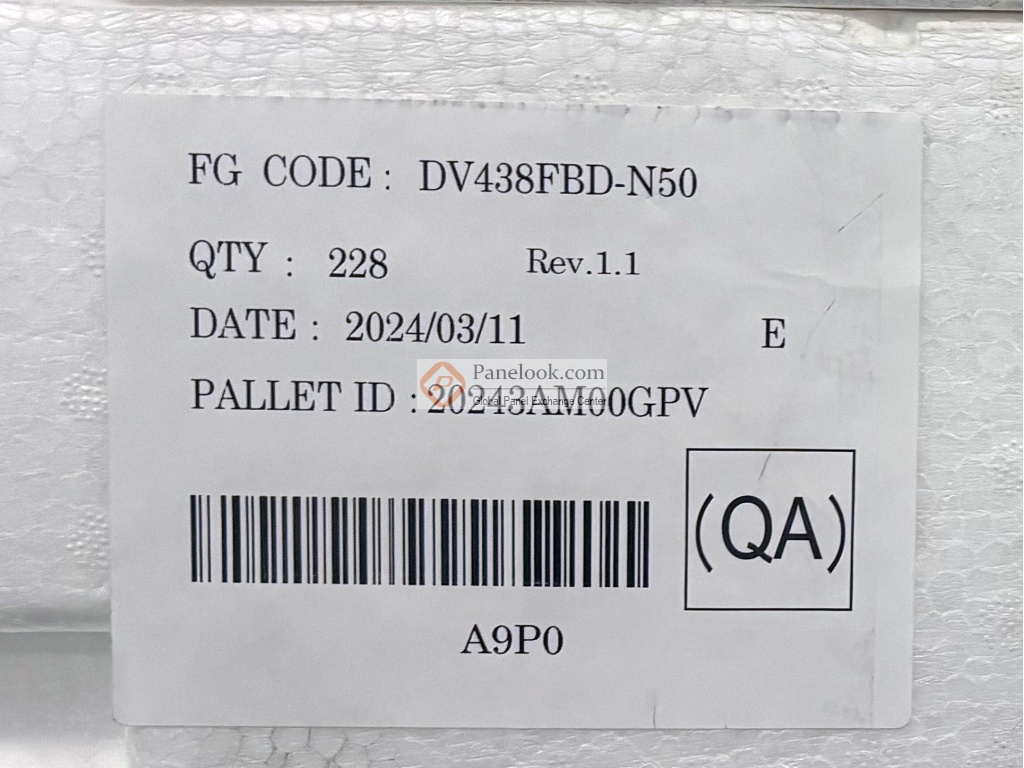 FG CODE : DV438FBD-N50
QTY : 228 Rev.1.1
DATE : 2024/03/11 E
Panelook.com
PALLET ID : 20243AM00GPV
Global Panel Exchange Center
(QA)
A9P0